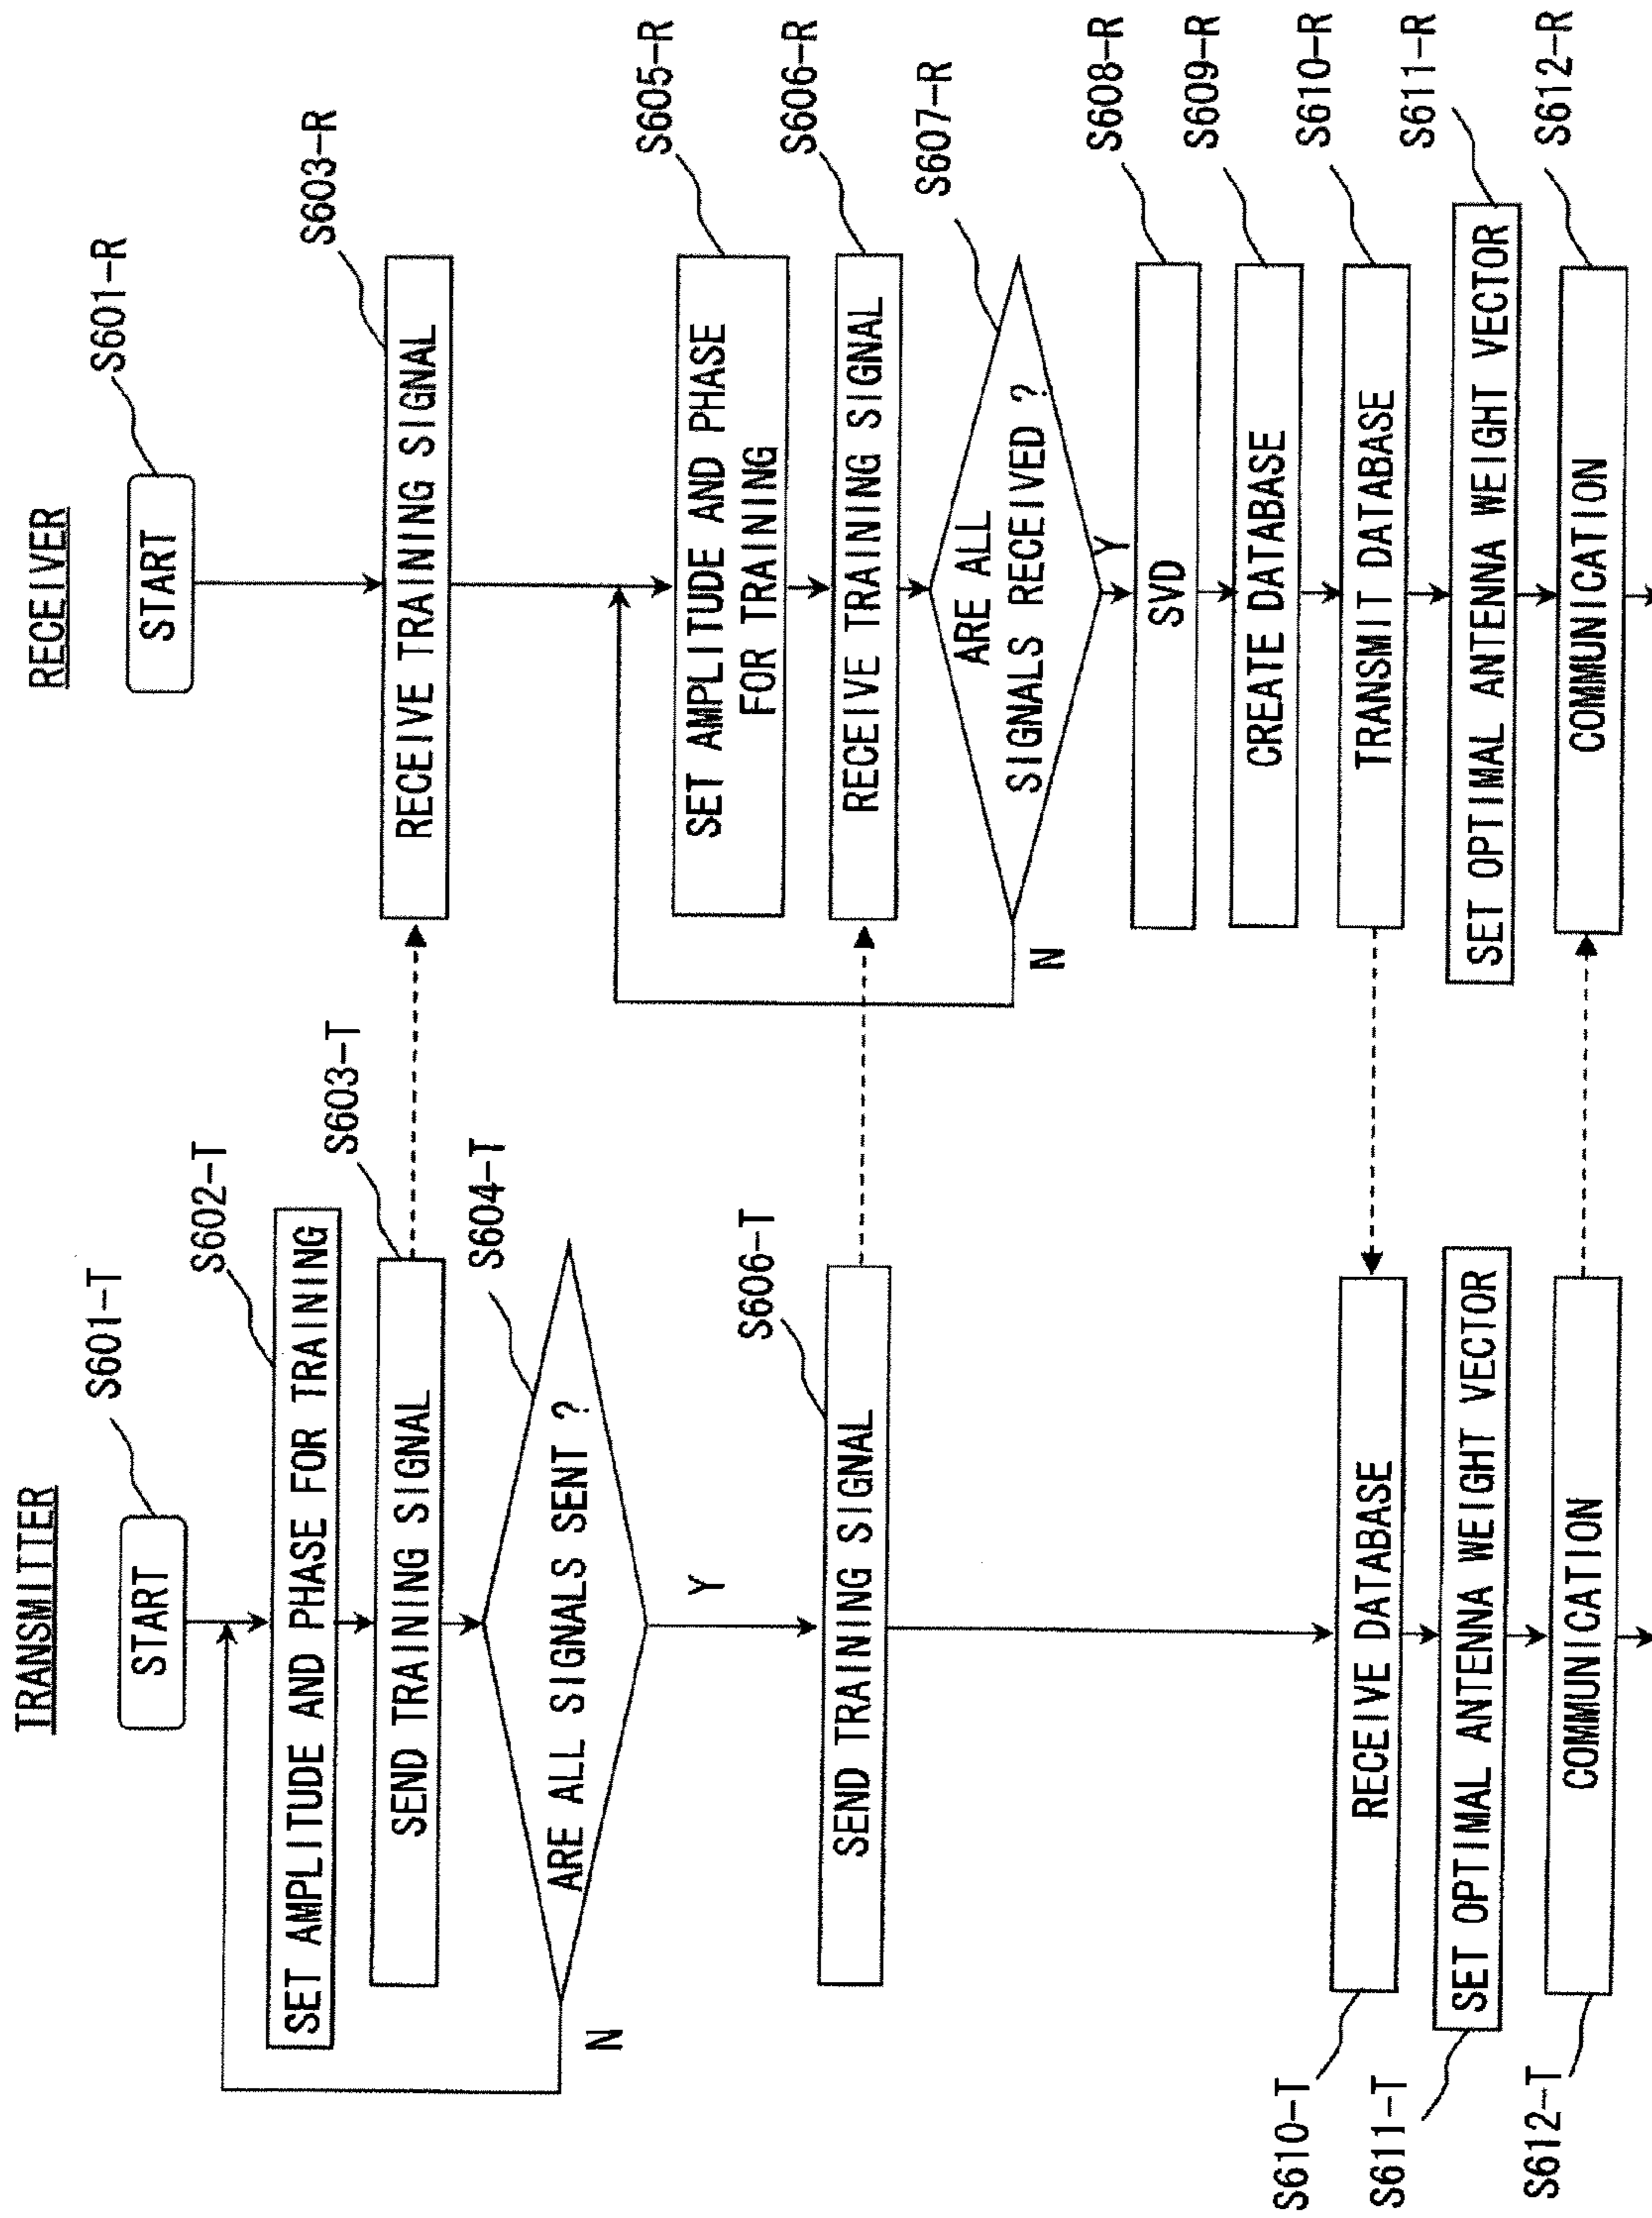 TRANSMITTER
START
S601-T
SET AMPLITUDE AND PHASE FOR TRAINING
S602-T
SEND TRAINING SIGNAL
S603-T
ARE ALL SIGNALS SENT ?
S604-T
N
Y
SEND TRAINING SIGNAL
S606-T
RECEIVE DATABASE
S610-T
SET OPTIMAL ANTENNA WEIGHT VECTOR
S611-T
COMMUNICATION
S612-T
RECEIVER
START
S601-R
RECEIVE TRAINING SIGNAL
S603-R
SET AMPLITUDE AND PHASE
FOR TRAINING
S605-R
RECEIVE TRAINING SIGNAL
S606-R
ARE ALL
SIGNALS RECEIVED ?
S607-R
N
Y
SVD
S608-R
CREATE DATABASE
S609-R
TRANSMIT DATABASE
S610-R
SET OPTIMAL ANTENNA WEIGHT VECTOR
S611-R
COMMUNICATION
S612-R